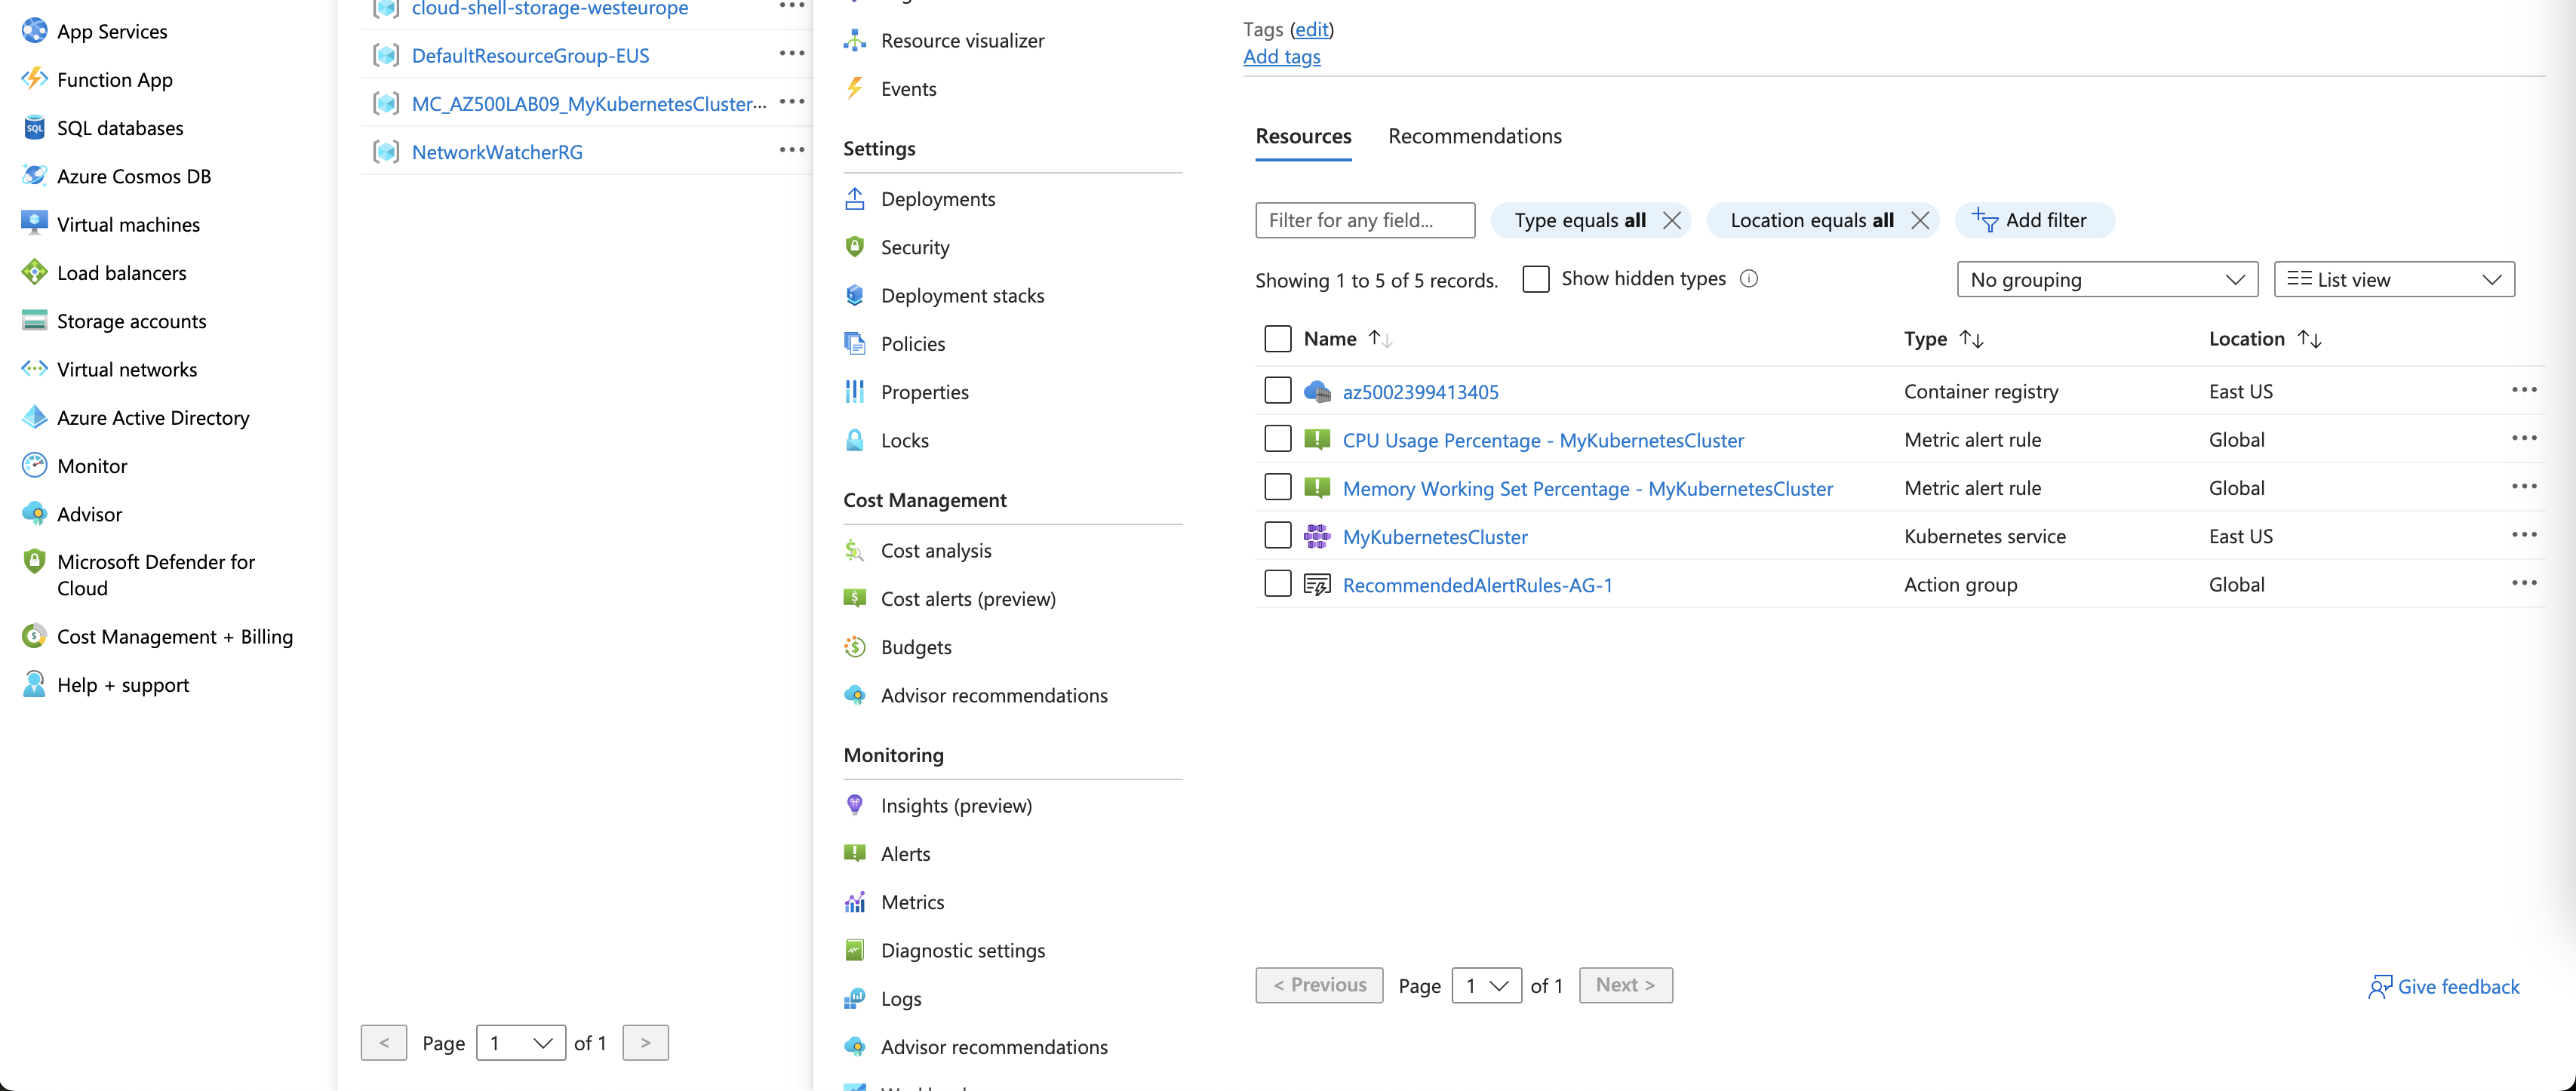 App Services
Function App
SQL databases
Azure Cosmos DB
Virtual machines
Load balancers
Storage accounts
Virtual networks
Azure Active Directory
Monitor
Advisor
Microsoft Defender for
Cloud
Cost Management + Billing
Help + support
cloud-shell-storage-westeurope
DefaultResourceGroup-EUS
MC_AZ500LAB09_MyKubernetesCluster...
NetworkWatcherRG
< Page 1 of 1 >
Resource visualizer
Events
Settings
Deployments
Security
Deployment stacks
Policies
Properties
Locks
Cost Management
Cost analysis
Cost alerts (preview)
Budgets
Advisor recommendations
Monitoring
Insights (preview)
Alerts
Metrics
Diagnostic settings
Logs
Advisor recommendations
Tags (edit)
Add tags
Resources Recommendations
Filter for any field... Type equals all Location equals all Add filter
Showing 1 to 5 of 5 records. Show hidden types No grouping List view
Name Type Location
az5002399413405 Container registry East US
CPU Usage Percentage - MyKubernetesCluster Metric alert rule Global
Memory Working Set Percentage - MyKubernetesCluster Metric alert rule Global
MyKubernetesCluster Kubernetes service East US
RecommendedAlertRules-AG-1 Action group Global
< Previous Page 1 of 1 Next > Give feedback